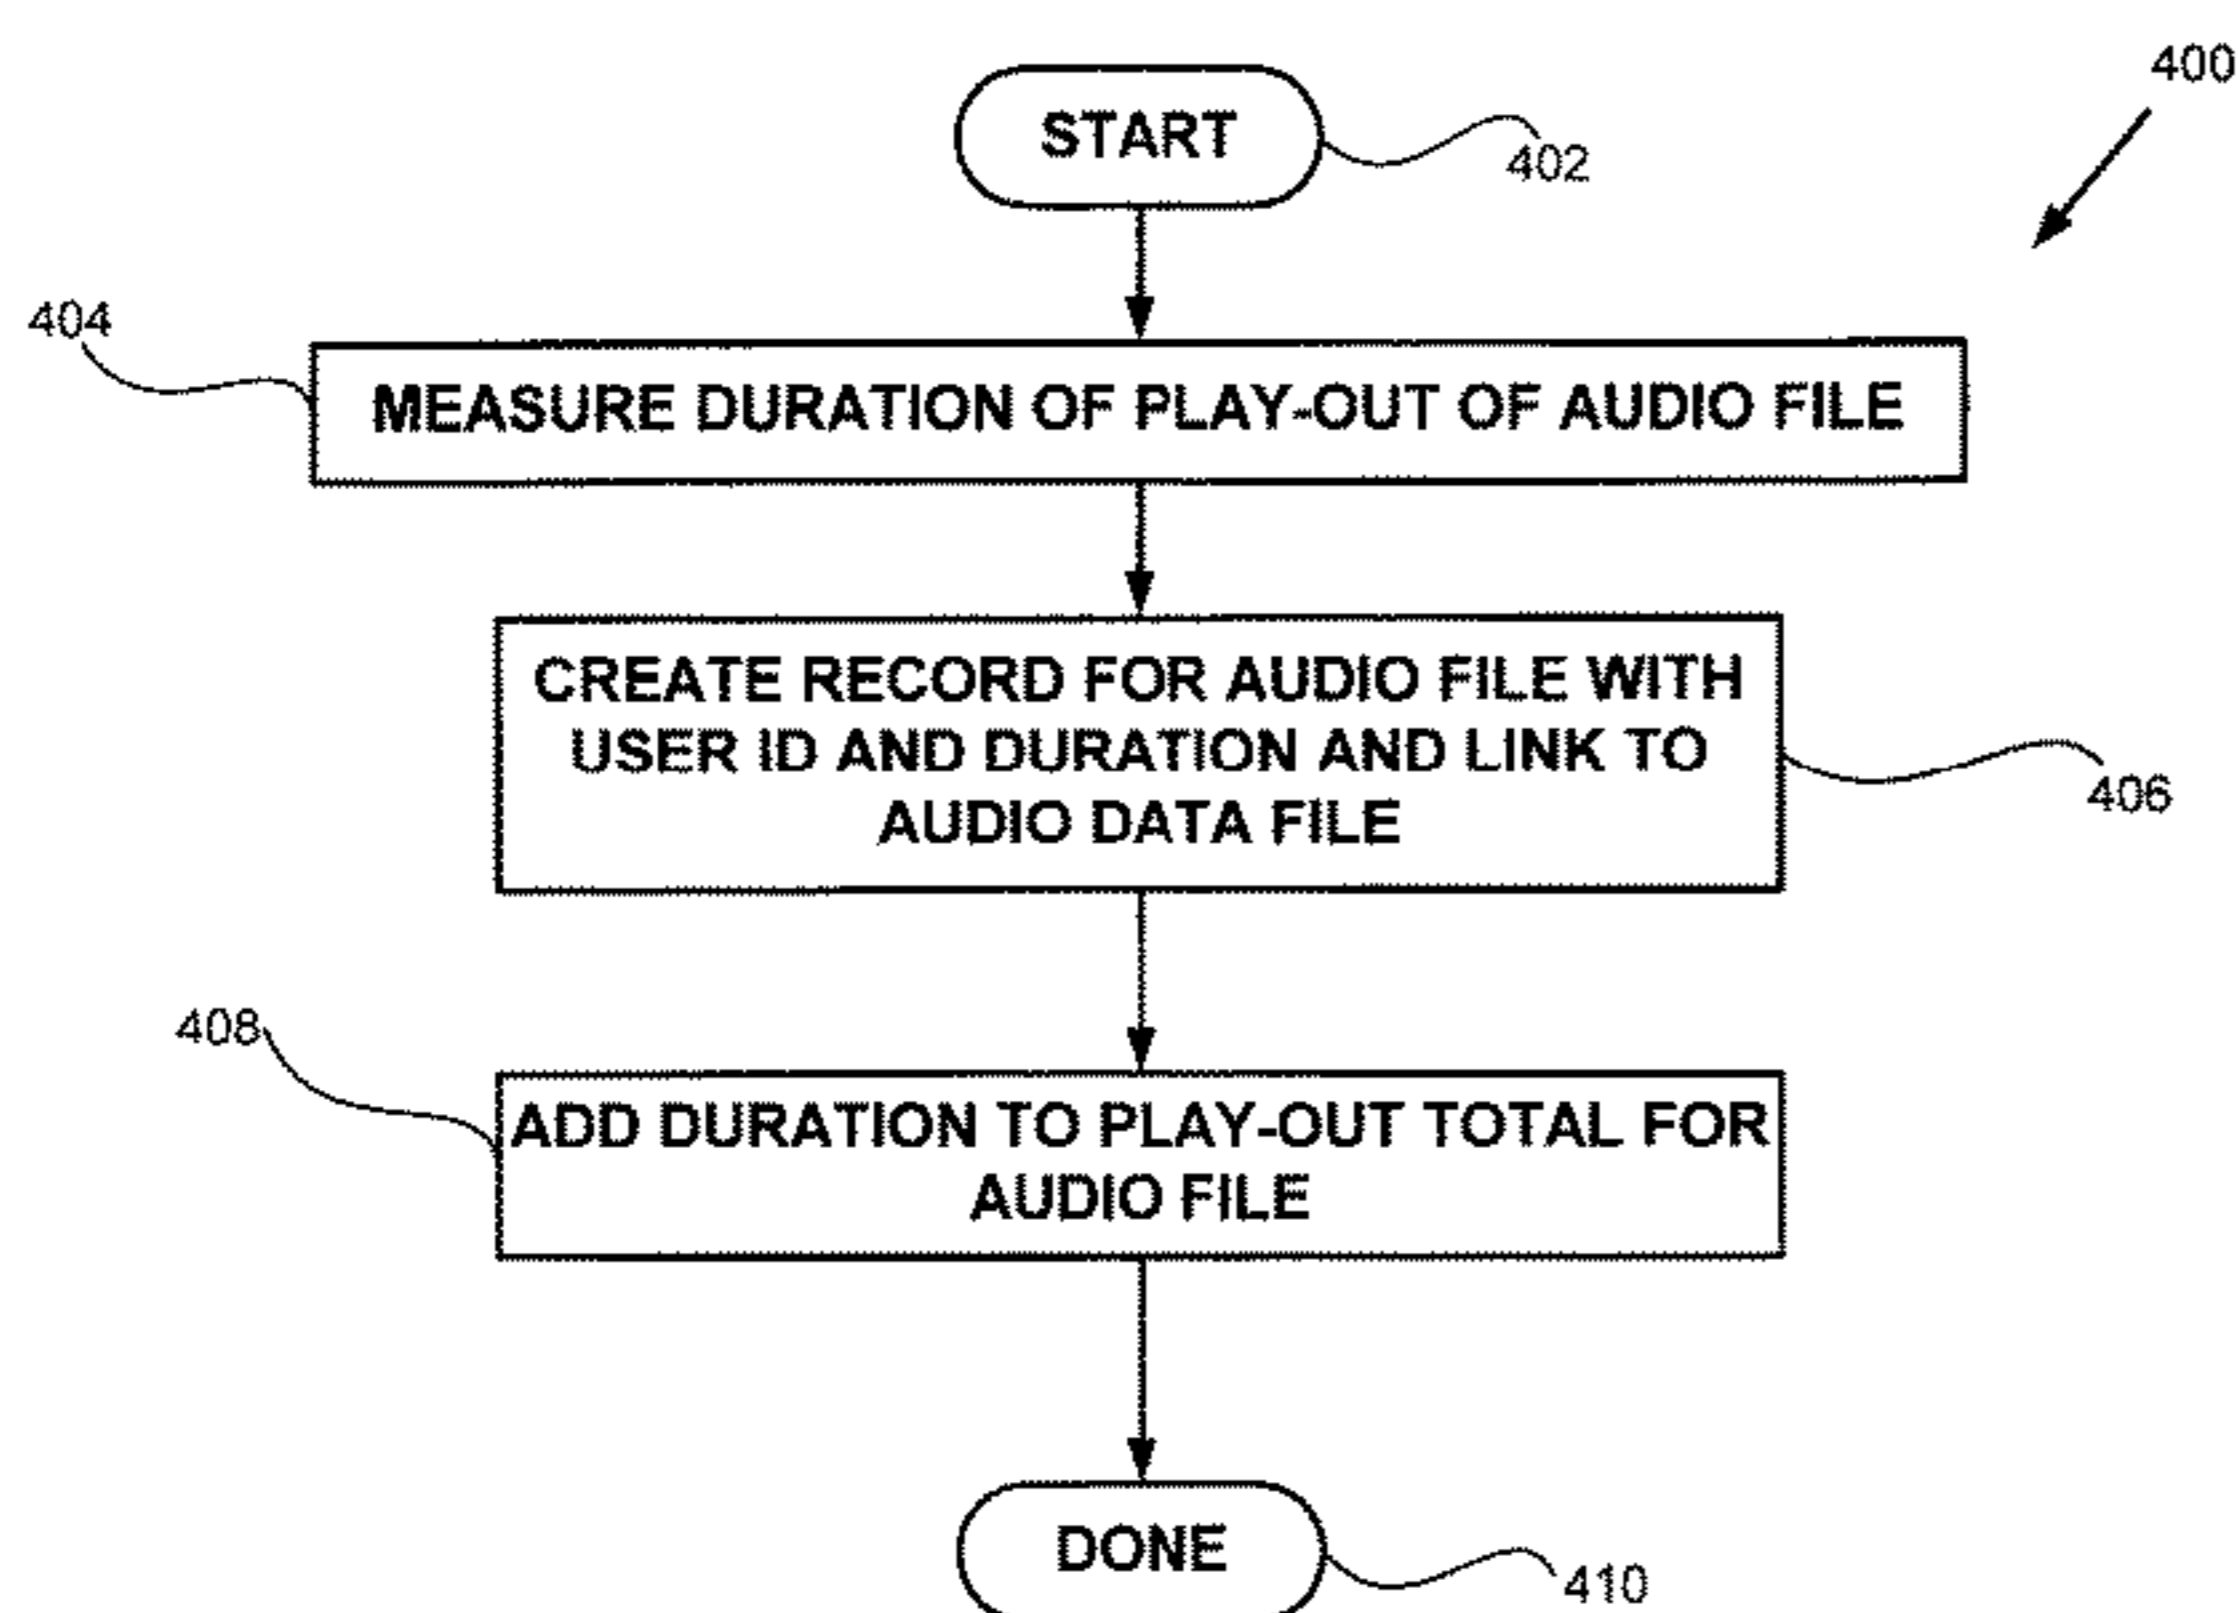 400
START
402
404
MEASURE DURATION OF PLAY-OUT OF AUDIO FILE
CREATE RECORD FOR AUDIO FILE WITH
USER ID AND DURATION AND LINK TO
AUDIO DATA FILE
406
408
ADD DURATION TO PLAY-OUT TOTAL FOR
AUDIO FILE
DONE
410